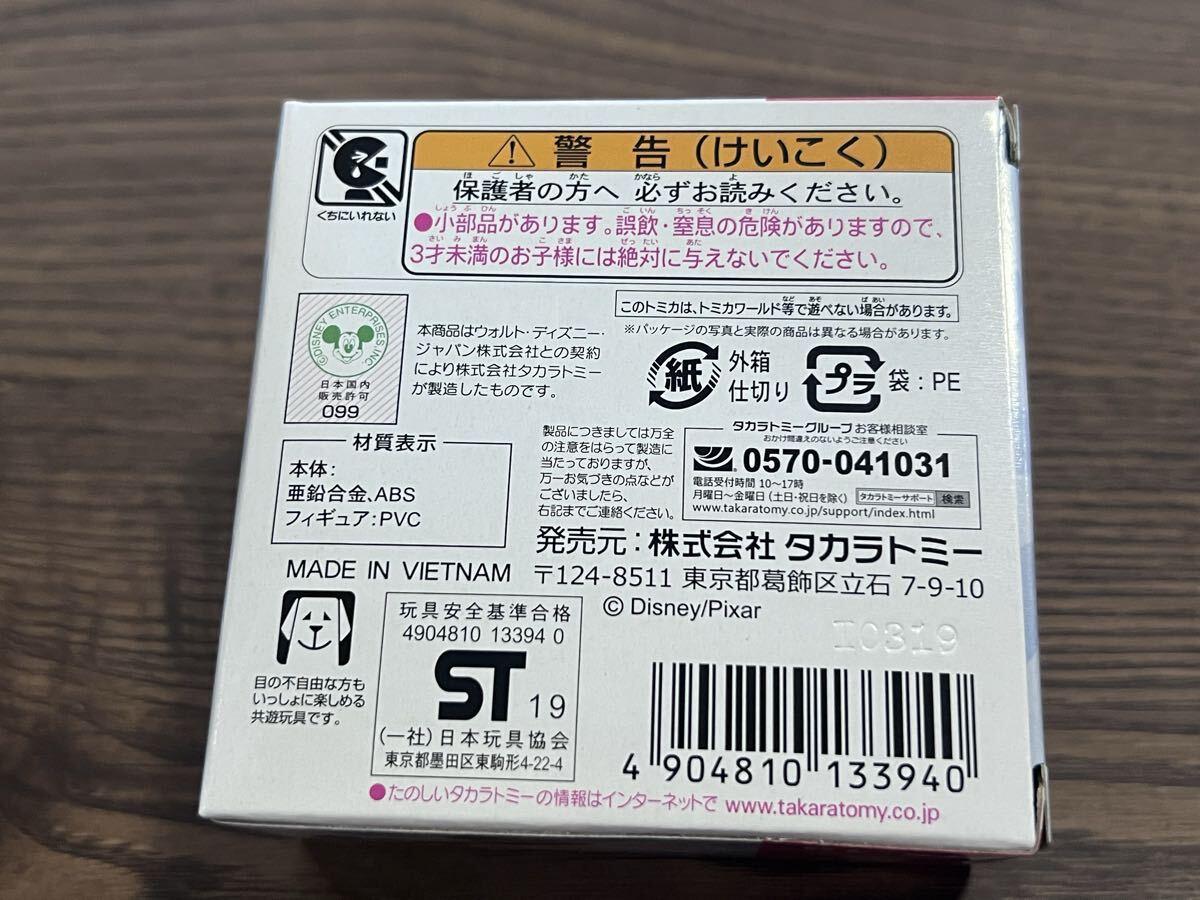 くちにいれない
警告(けいこく)
保護者の方へ 必ずお読みください。
●小部品があります。誤飲・窒息の危険がありますので、
3才未満のお子様には絶対に与えないでください。
©DISNEY ENTERPRISES INC
日本国内
販売許可
099
本商品はウォルト・ディズニー・
ジャパン株式会社との契約
により株式会社タカラトミー
が製造したものです。
このトミカは、トミカワールド等で遊べない場合があります。
※パッケージの写真と実際の商品は異なる場合があります。
紙
外箱
仕切り
プラ
袋:PE
材質表示
本体:
亜鉛合金、ABS
フィギュア:PVC
製品につきましては万全
の注意をはらって製造に
当たっておりますが、
万一お気づきの点などが
ございましたら、
右記までご連絡ください。
タカラトミーグループ お客様相談室
おかけ間違えのないようご注意ください
0570-041031
電話受付時間 10〜17時
月曜日〜金曜日(土日・祝日を除く) タカラトミーサポート 検索
www.takaratomy.co.jp/support/index.html
発売元:株式会社 タカラトミー
〒124-8511 東京都葛飾区立石 7-9-10
MADE IN VIETNAM
© Disney/Pixar
IC319
目の不自由な方も
いっしょに楽しめる
共遊玩具です。
玩具安全基準合格
4904810 13394 0
ST 19
(一社)日本玩具協会
東京都墨田区東駒形4-22-4
4 904810 133940
●たのしいタカラトミーの情報はインターネットで www.takaratomy.co.jp